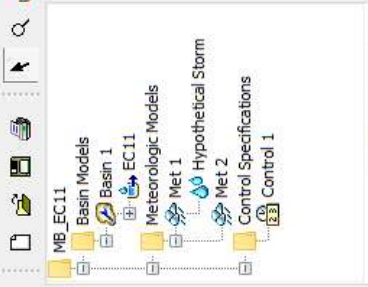 MB_EC11
Basin Models
Basin 1
EC11
Meteorologic Models
Met 1
Hypothetical Storm
Met 2
Control Specifications
Control 1